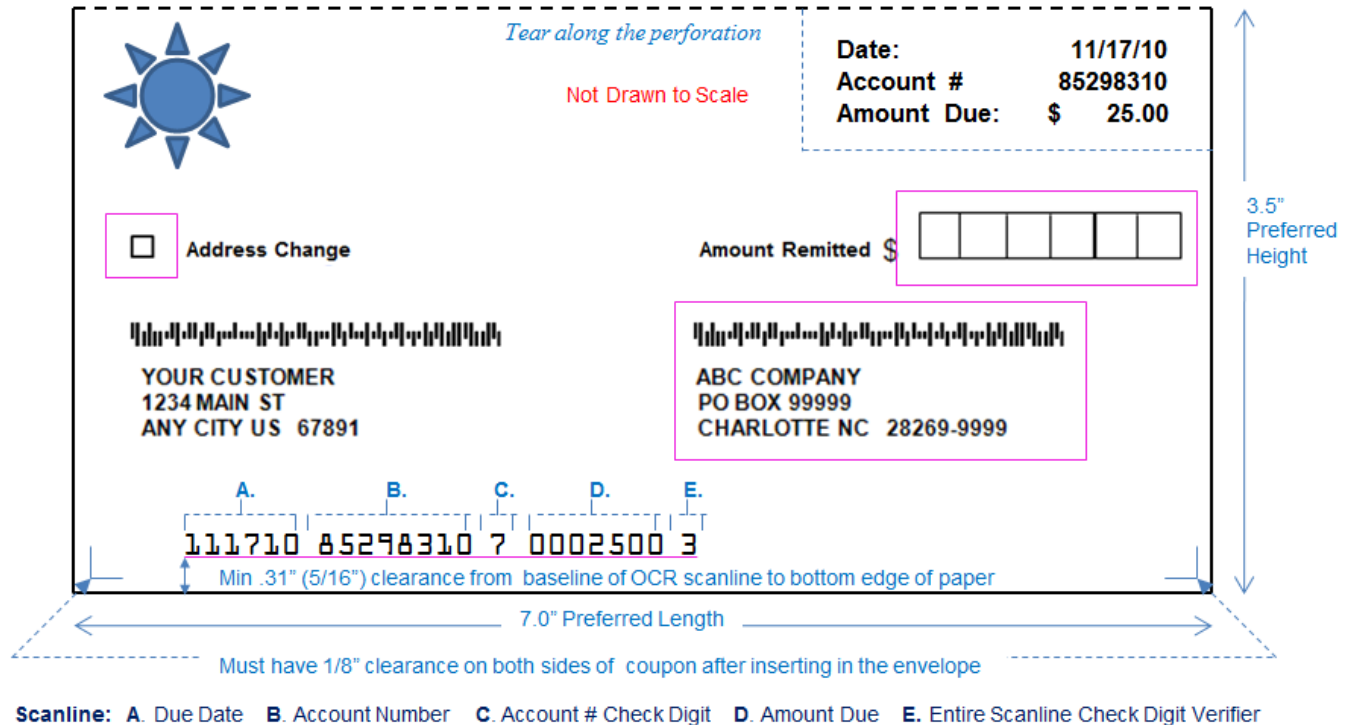 Tear along the perforation
Not Drawn to Scale
Date: 11/17/10
Account # 85298310
Amount Due: $ 25.00
3.5”
Preferred
Height
Address Change
Amount Remitted $
YOUR CUSTOMER
1234 MAIN ST
ANY CITY US 67891
ABC COMPANY
PO BOX 99999
CHARLOTTE NC 28269-9999
A. B. C. D. E.
111710 85298310 7 0002500 3
Min .31” (5/16”) clearance from baseline of OCR scanline to bottom edge of paper
7.0” Preferred Length
Must have 1/8” clearance on both sides of coupon after inserting in the envelope
Scanline: A. Due Date B. Account Number C. Account # Check Digit D. Amount Due E. Entire Scanline Check Digit Verifier